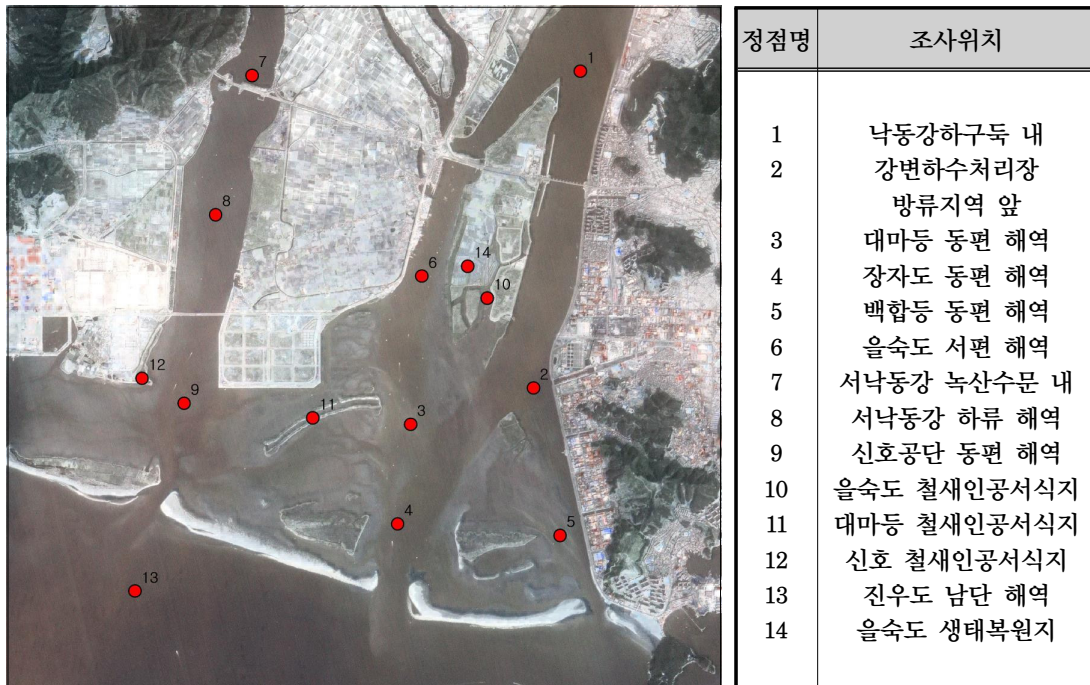 1
7
8
14
6
10
12
2
9
11
3
4
5
13
정점명 조사위치
1 낙동강하구둑 내
2 강변하수처리장
방류지역 앞
3 대마등 동편 해역
4 장자도 동편 해역
5 백합등 동편 해역
6 을숙도 서편 해역
7 서낙동강 녹산수문 내
8 서낙동강 하류 해역
9 신호공단 동편 해역
10 을숙도 철새인공서식지
11 대마등 철새인공서식지
12 신호 철새인공서식지
13 진우도 남단 해역
14 을숙도 생태복원지